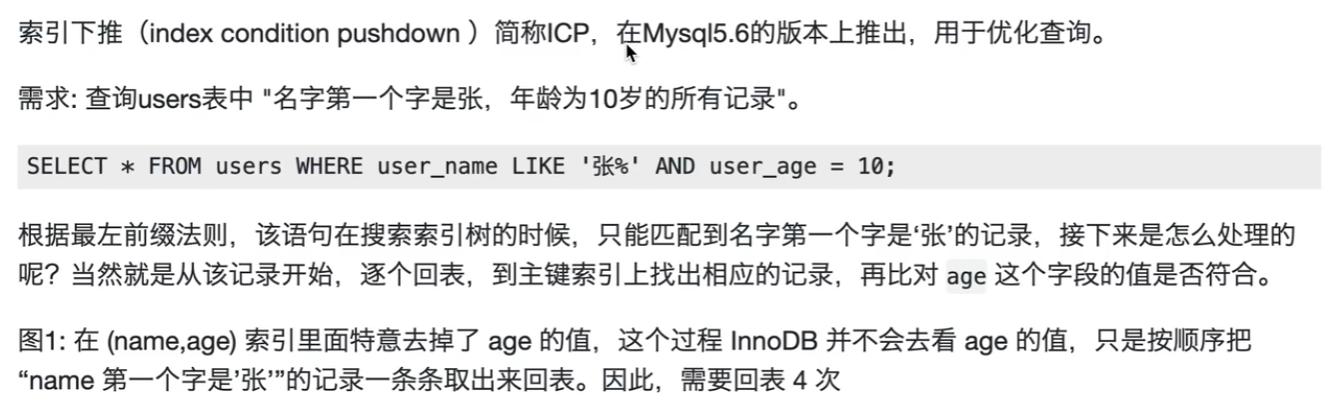 索引下推（index condition pushdown ）简称ICP，在Mysql5.6的版本上推出，用于优化查询。
需求: 查询users表中 "名字第一个字是张，年龄为10岁的所有记录"。
SELECT * FROM users WHERE user_name LIKE '张%' AND user_age = 10;
根据最左前缀法则，该语句在搜索索引树的时候，只能匹配到名字第一个字是‘张’的记录，接下来是怎么处理的
呢？当然就是从该记录开始，逐个回表，到主键索引上找出相应的记录，再比对 age 这个字段的值是否符合。
图1: 在 (name,age) 索引里面特意去掉了 age 的值，这个过程 InnoDB 并不会去看 age 的值，只是按顺序把
“name 第一个字是’张’”的记录一条条取出来回表。因此，需要回表 4 次